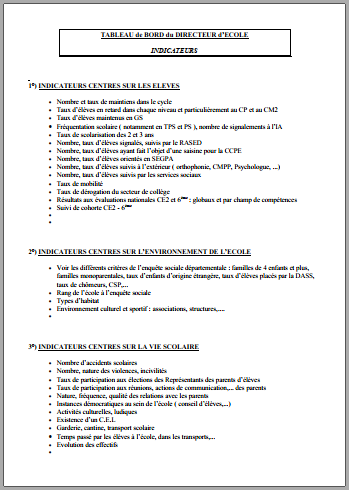 TABLEAU de BORD du DIRECTEUR d'ECOLE
INDICATEURS
1°) INDICATEURS CENTRES SUR LES ELEVES
• Nombre et taux de maintiens dans le cycle
• Taux d'élèves en retard dans chaque niveau et particulièrement au CP et au CM2
• Taux d'élèves maintenus en GS
• Fréquentation scolaire ( notamment en TPS et PS ), nombre de signalements à l'IA
• Taux de scolarisation des 2 et 3 ans
• Nombre, taux d'élèves signalés, suivis par le RASED
• Nombre, taux d'élèves ayant fait l'objet d'une saisine pour la CCPE
• Nombre, taux d'élèves orientés en SEGPA
• Nombre, taux d'élèves suivis à l'extérieur ( orthophonie, CMPP, Psychologue, ...)
• Nombre, taux d'élèves suivis par les services sociaux
• Taux de mobilité
• Taux de dérogation du secteur de collège
• Résultats aux évaluations nationales CE2 et 6ème : globaux et par champ de compétences
• Suivi de cohorte CE2 - 6ème
•
•
2°) INDICATEURS CENTRES SUR L'ENVIRONNEMENT DE L'ECOLE
• Voir les différents critères de l'enquête sociale départementale : familles de 4 enfants et plus,
familles monoparentales, taux d'enfants d'origine étrangère, taux d'élèves placés par la DASS,
taux de chômeurs, CSP,...
• Rang de l'école à l'enquête sociale
• Types d'habitat
• Environnement culturel et sportif : associations, structures,....
•
3°) INDICATEURS CENTRES SUR LA VIE SCOLAIRE
• Nombre d'accidents scolaires
• Nombre, nature des violences, incivilités
• Taux de participation aux élections des Représentants des parents d'élèves
• Taux de participation aux réunions, actions de communication,... des parents
• Nature, fréquence, qualité des relations avec les parents
• Instances démocratiques au sein de l'école ( conseil d'élèves,...)
• Activités culturelles, ludiques
• Existence d'un C.E.L
• Garderie, cantine, transport scolaire
• Temps passé par les élèves à l'école, dans les transports,...
• Evolution des effectifs
•